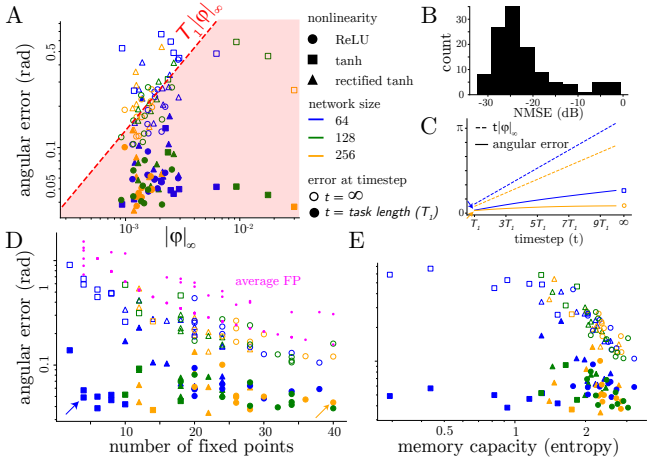 A
T₁|φ|∞
angular error (rad)
0.5
0.1
0.05
10⁻³
10⁻²
|φ|∞
nonlinearity
ReLU
tanh
rectified tanh
network size
64
128
256
error at timestep
t = ∞
t = task length (T₁)
B
count
30
20
10
0
-30
-20
-10
0
NMSE (dB)
C
π
t|φ|∞
angular error
0
T₁
3T₁
5T₁
7T₁
9T₁
∞
timestep (t)
D
average FP
angular error (rad)
1
0.1
10
20
30
40
number of fixed points
E
0.5
1
2
memory capacity (entropy)